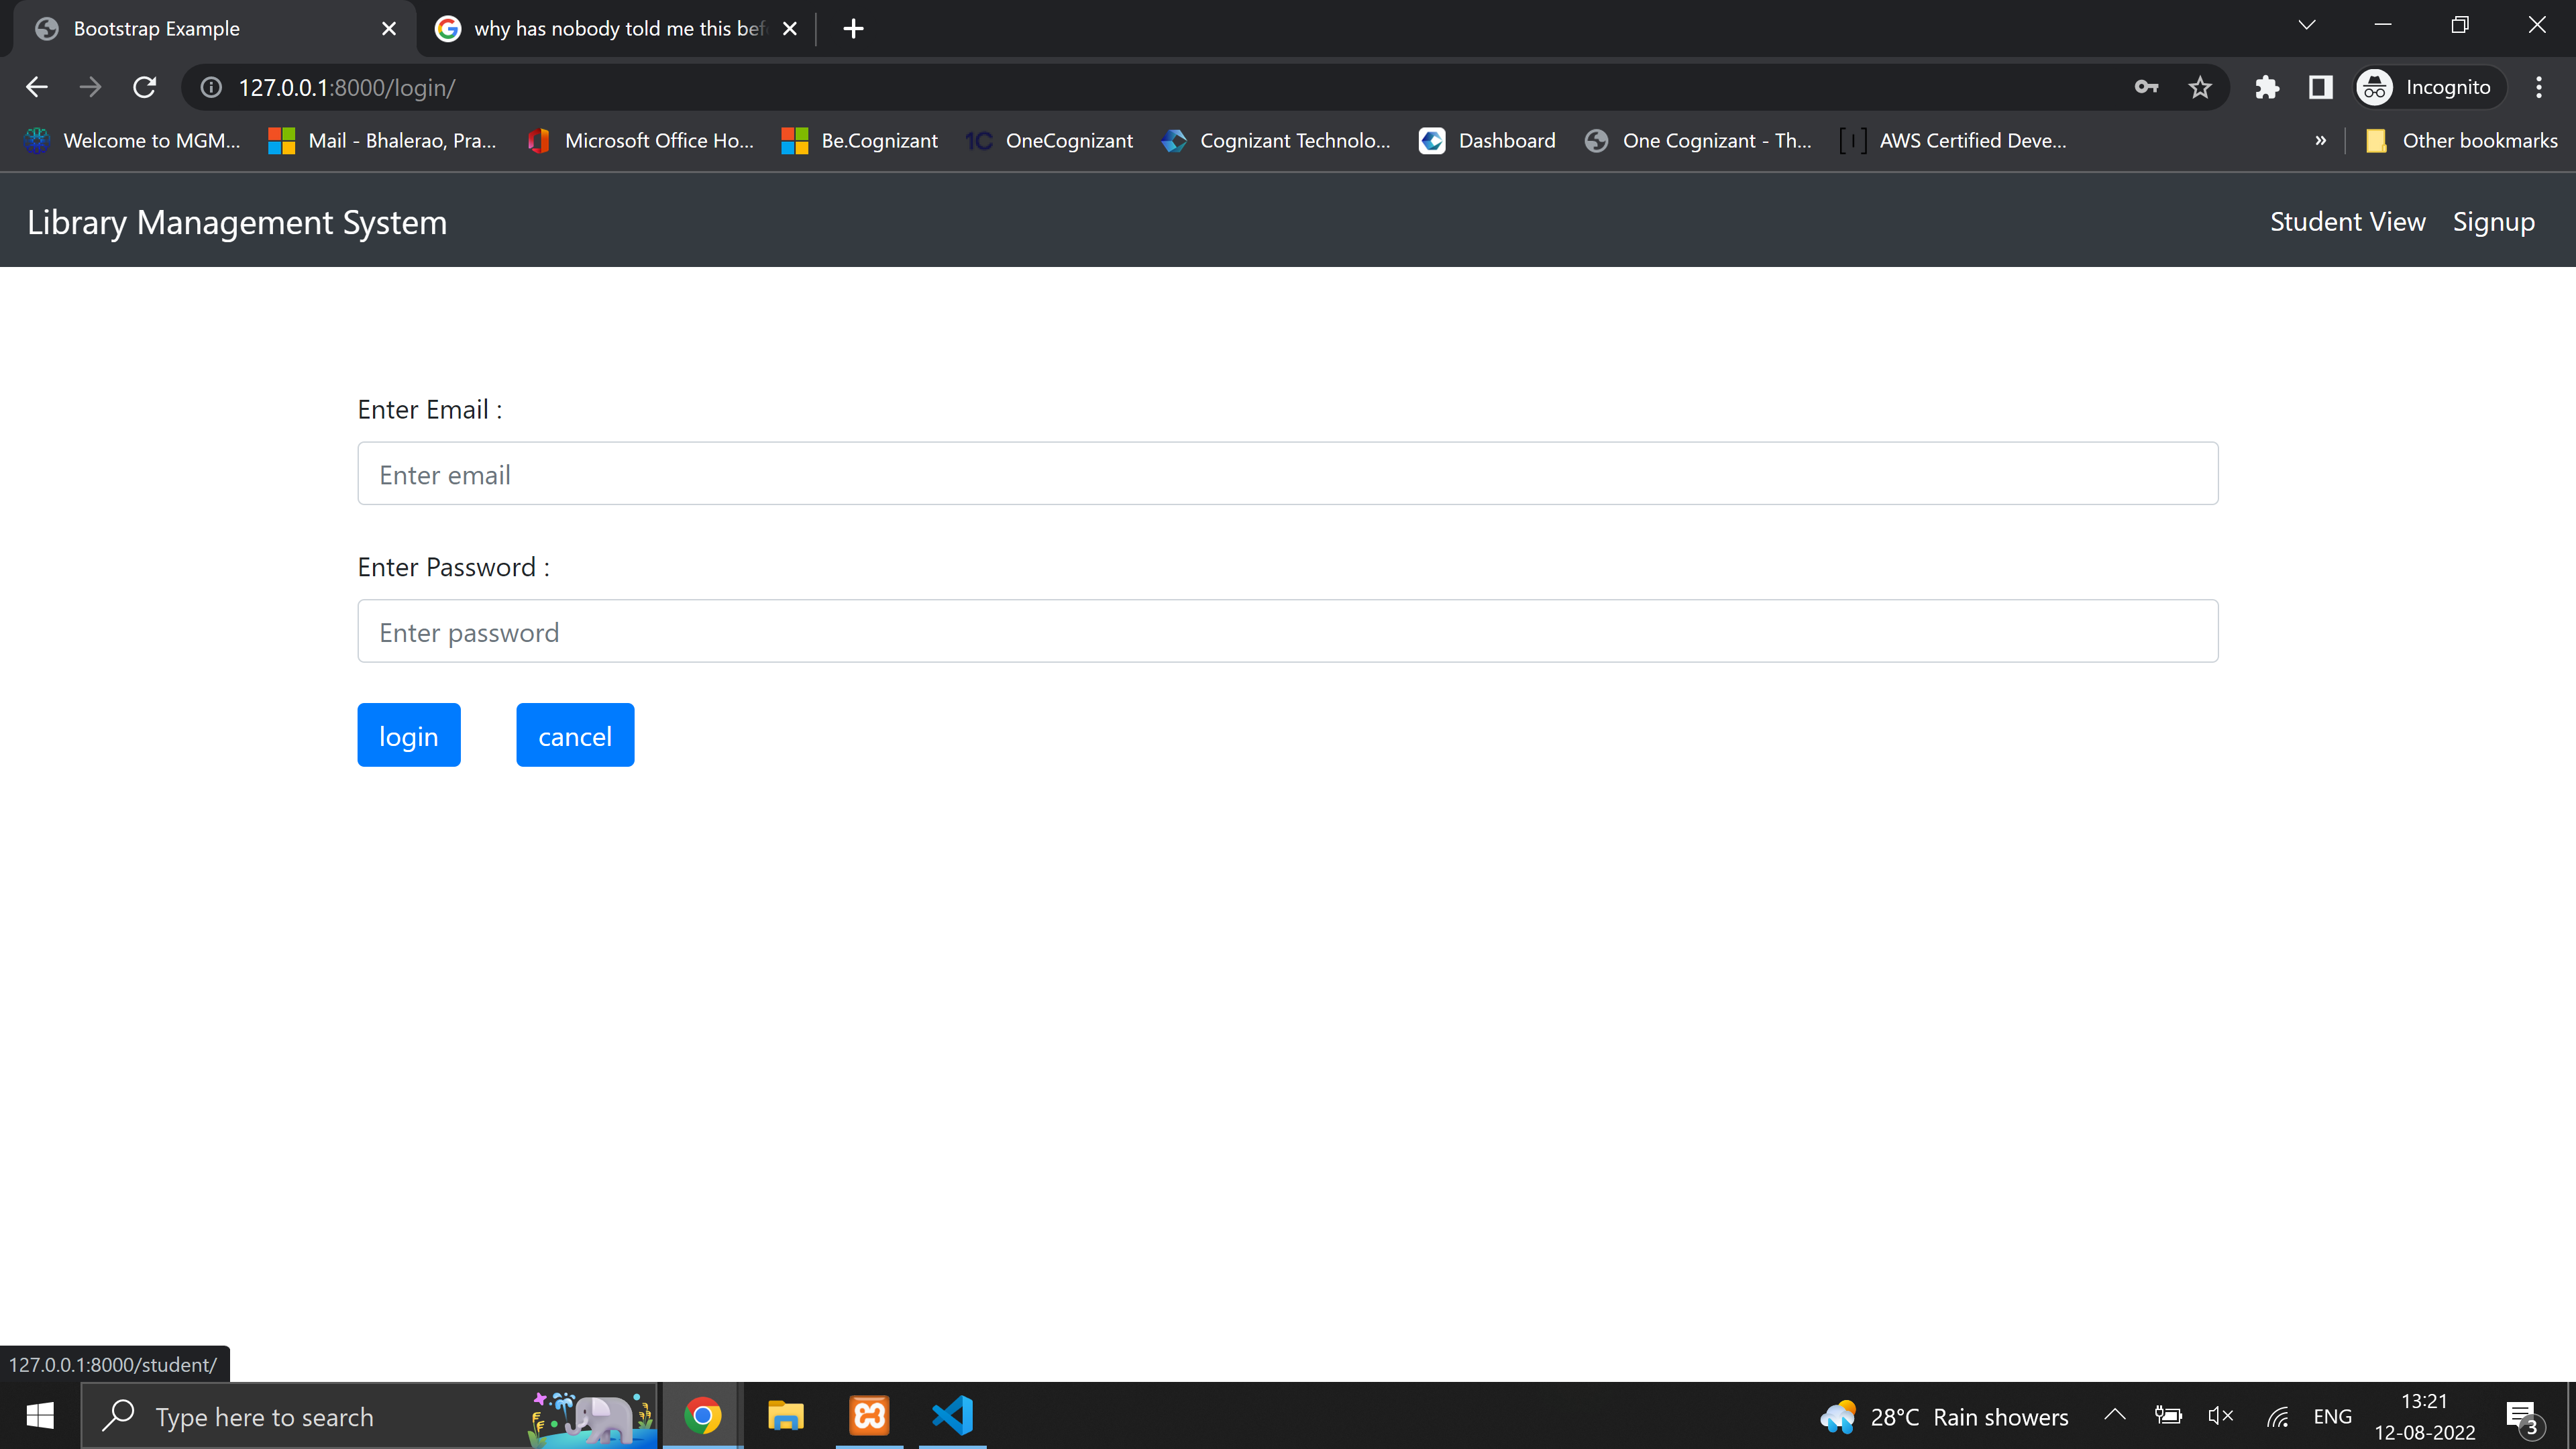 Bootstrap Example
why has nobody told me this bef
127.0.0.1:8000/login/
Incognito
Welcome to MGM...
Mail - Bhalerao, Pra...
Microsoft Office Ho...
Be.Cognizant
1C OneCognizant
Cognizant Technolo...
Dashboard
One Cognizant - Th...
[ I ] AWS Certified Deve...
»
Other bookmarks
Library Management System
Student View
Signup
Enter Email :
Enter email
Enter Password :
Enter password
login
cancel
127.0.0.1:8000/student/
Type here to search
28°C Rain showers
ENG
13:21
12-08-2022
3